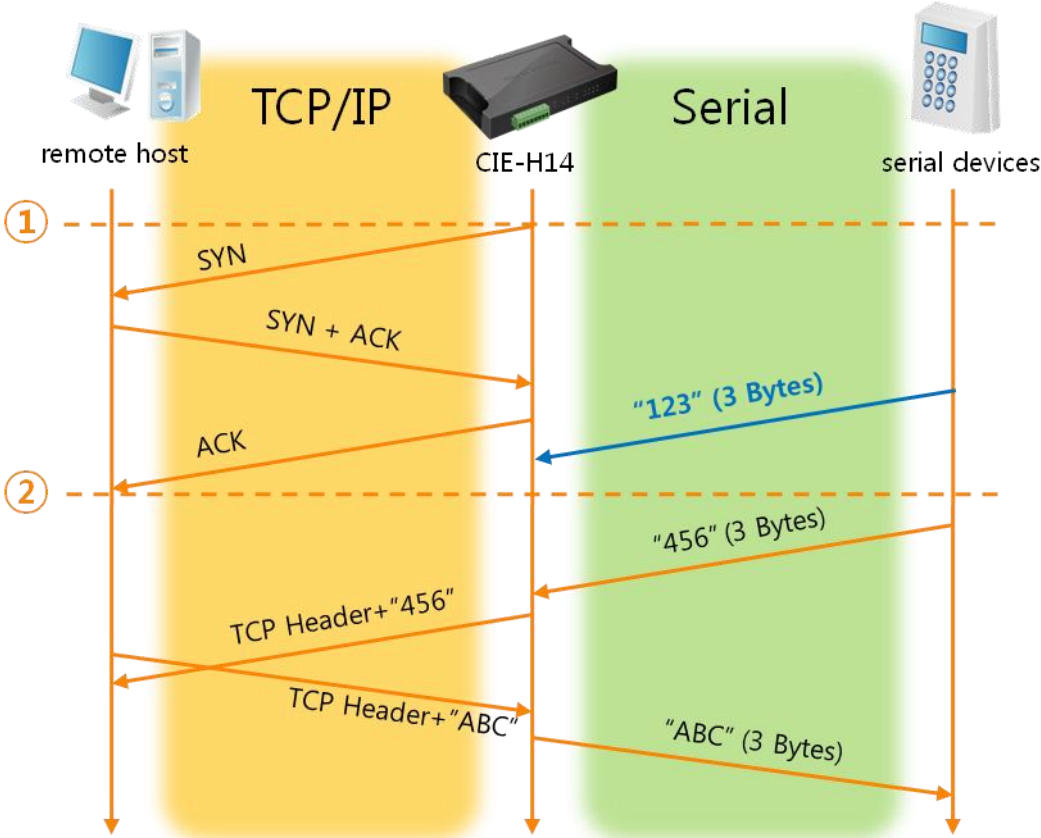 TCP/IP
Serial
remote host
CIE-H14
serial devices
①
SYN
SYN + ACK
“123” (3 Bytes)
ACK
②
“456” (3 Bytes)
TCP Header+”456”
TCP Header+”ABC”
“ABC” (3 Bytes)